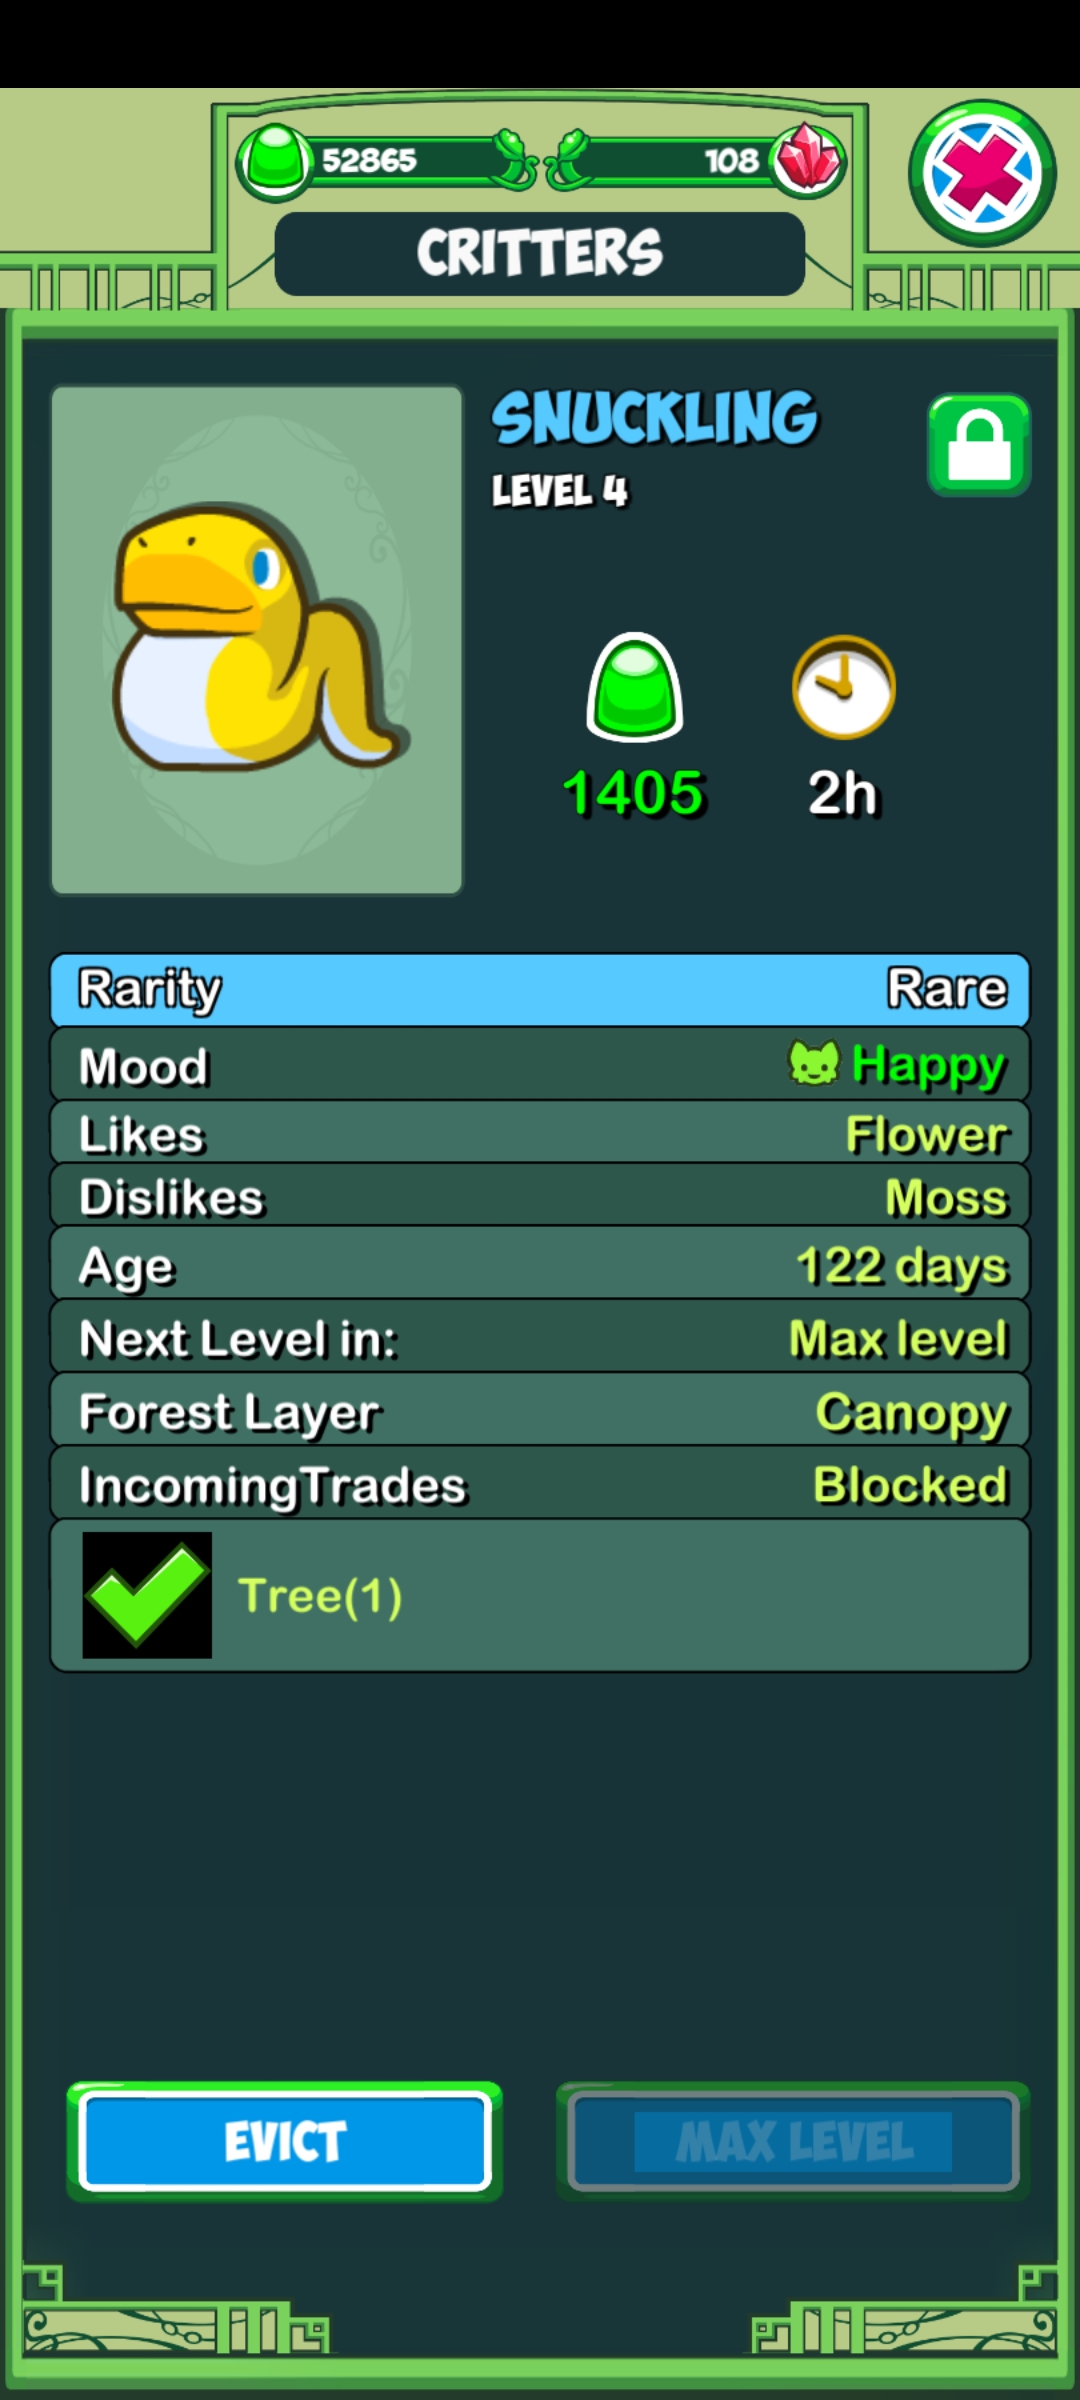 52865 108
CRITTERS
SNUCKLING
LEVEL 4
1405 2h
Rarity Rare
Mood Happy
Likes Flower
Dislikes Moss
Age 122 days
Next Level in: Max level
Forest Layer Canopy
IncomingTrades Blocked
Tree(1)
EVICT MAX LEVEL